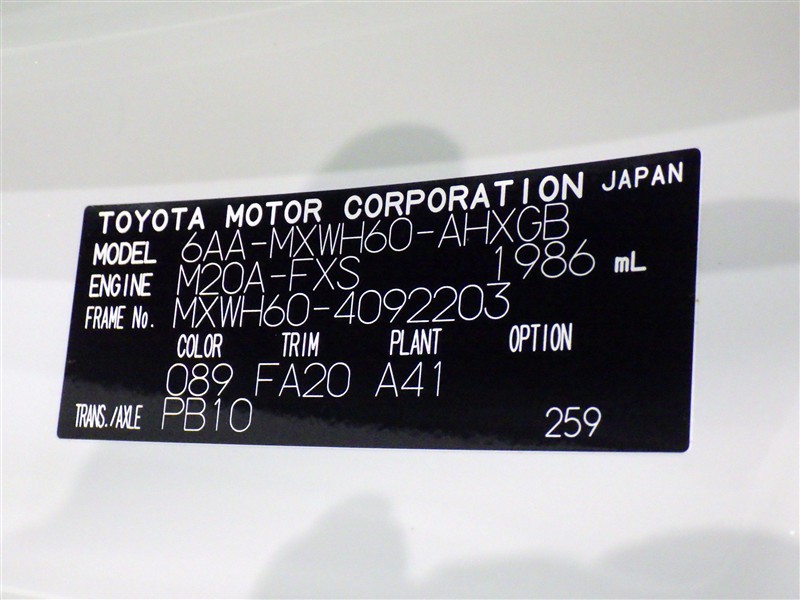 TOYOTA MOTOR CORPORATION JAPAN
MODEL 6AA-MXWH60-AHXGB
ENGINE M20A-FXS 1986 mL
FRAME No. MXWH60-4092203
COLOR TRIM PLANT OPTION
089 FA20 A41
TRANS./AXLE PB10 259